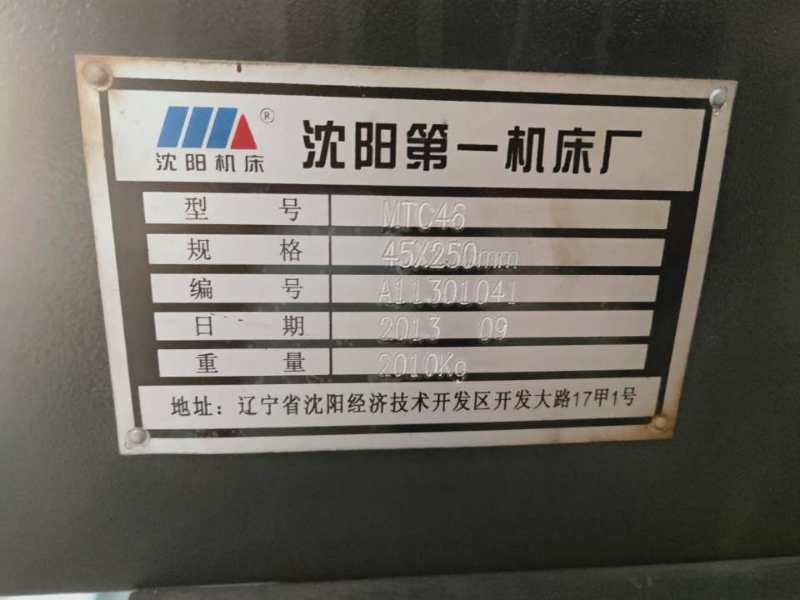 沈阳机床 ®
沈阳第一机床厂
型 号 MTC46
规 格 45X250mm
编 号 A11301041
日 期 2013 09
重 量 2010Kg
地址：辽宁省沈阳经济技术开发区开发大路17甲1号